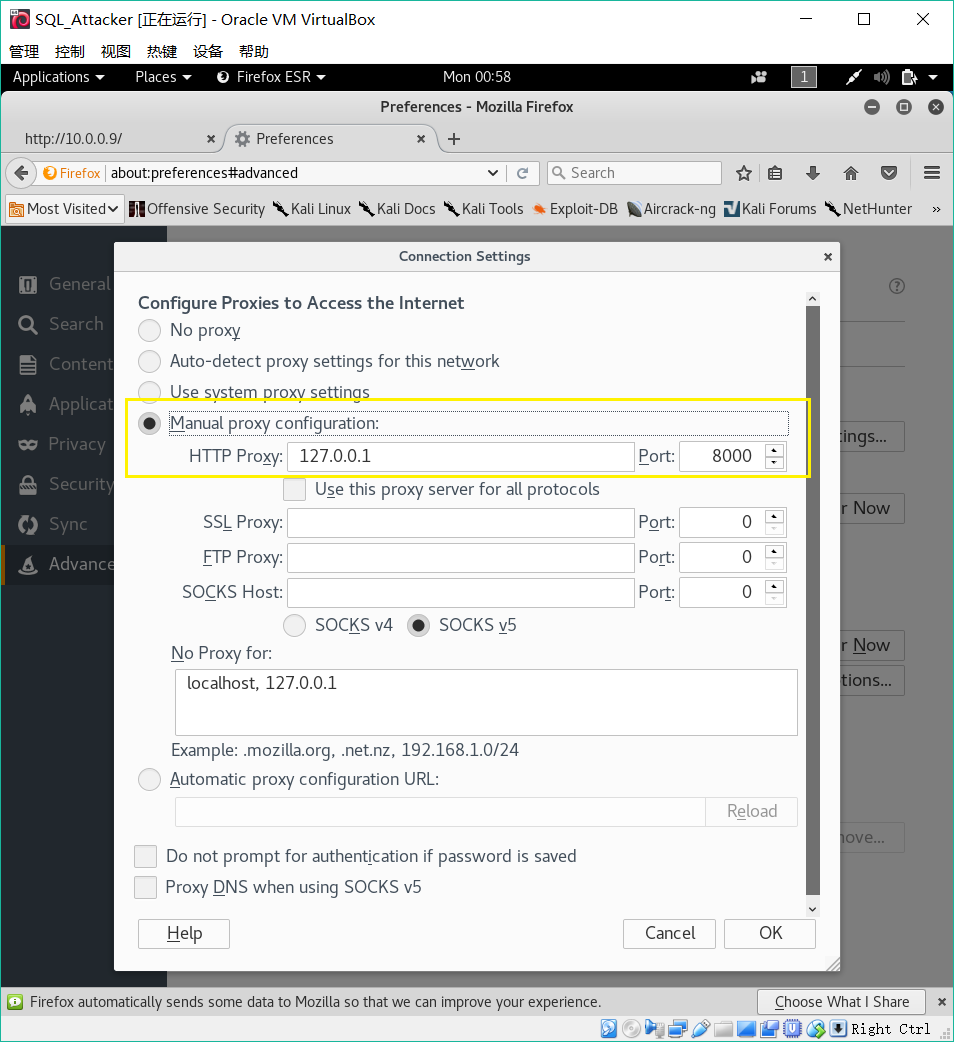 SQL_Attacker [正在运行] - Oracle VM VirtualBox
管理 控制 视图 热键 设备 帮助
Applications Places Firefox ESR Mon 00:58 1
Preferences - Mozilla Firefox
http://10.0.0.9/ Preferences
Firefox about:preferences#advanced Search
Most Visited Offensive Security Kali Linux Kali Docs Kali Tools Exploit-DB Aircrack-ng Kali Forums NetHunter »
Connection Settings
General
Search
Content
Applicat
Privacy
Security
Sync
Advance
Configure Proxies to Access the Internet
No proxy
Auto-detect proxy settings for this network
Use system proxy settings
Manual proxy configuration:
HTTP Proxy: 127.0.0.1 Port: 8000
Use this proxy server for all protocols
SSL Proxy: Port: 0
FTP Proxy: Port: 0
SOCKS Host: Port: 0
SOCKS v4 SOCKS v5
No Proxy for:
localhost, 127.0.0.1
Example: .mozilla.org, .net.nz, 192.168.1.0/24
Automatic proxy configuration URL:
Reload
Do not prompt for authentication if password is saved
Proxy DNS when using SOCKS v5
Help Cancel OK
tings...
r Now
r Now
tions...
nove...
Firefox automatically sends some data to Mozilla so that we can improve your experience. Choose What I Share
Right Ctrl